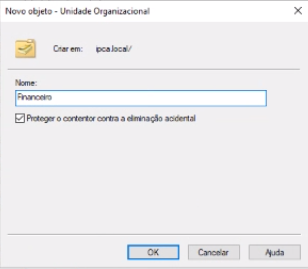 Novo objeto - Unidade Organizacional
Criar em: ipca.local/
Nome:
Financeiro
Proteger o contentor contra a eliminação acidental
OK Cancelar Ajuda